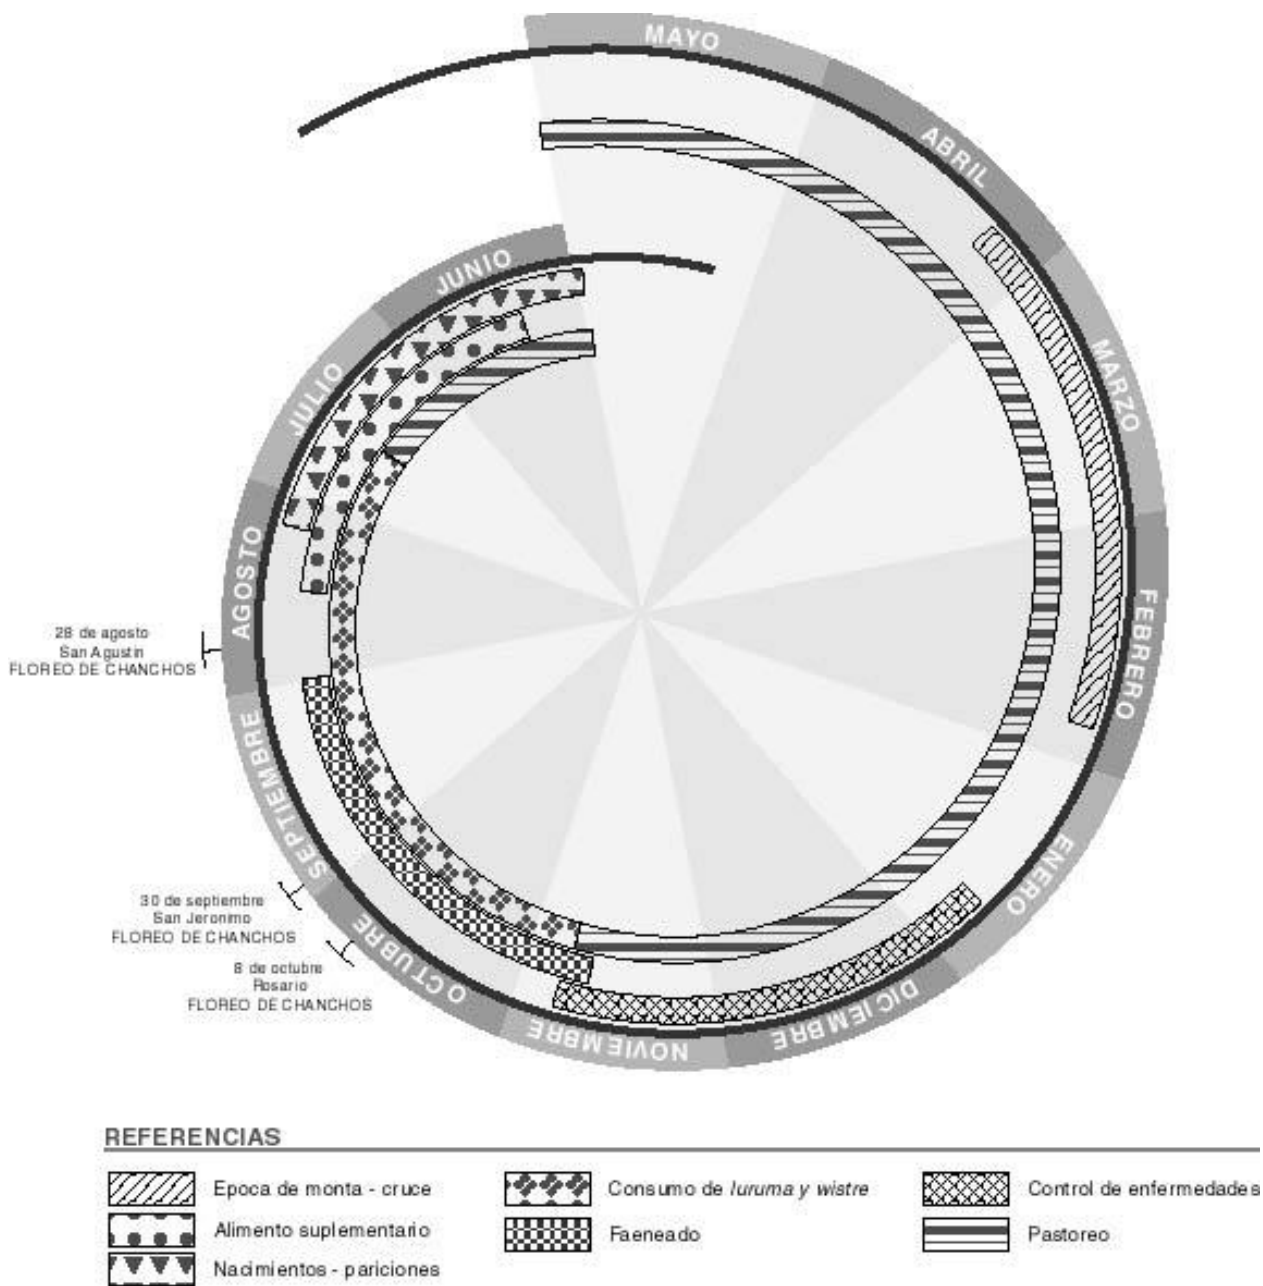 MAYO
ABRIL
JUNIO
MARZO
JULIO
AGOSTO
FEBRERO
28 de agosto
San Agustin
FLOREO DE CHANCHOS
SEPTIEMBRE
ENERO
30 de septiembre
San Jeronimo
FLOREO DE CHANCHOS
OCTUBRE
8 de octubre
Rosario
FLOREO DE CHANCHOS
DICIEMBRE
NOVIEMBRE
REFERENCIAS
Epoca de monta - cruce
Consumo de luruma y wistre
Control de enfermedades
Alimento suplementario
Faeneado
Pastoreo
Nacimientos - pariciones